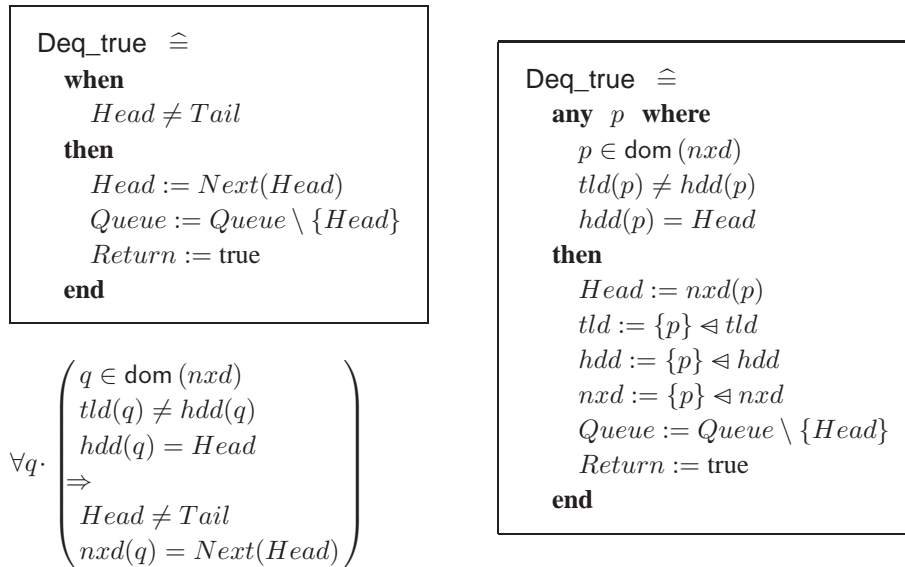 Deq_true ≙
when
Head ≠ Tail
then
Head := Next(Head)
Queue := Queue \ {Head}
Return := true
end
∀q·
q ∈ dom (nxd)
tld(q) ≠ hdd(q)
hdd(q) = Head
⇒
Head ≠ Tail
nxd(q) = Next(Head)
Deq_true ≙
any p where
p ∈ dom (nxd)
tld(p) ≠ hdd(p)
hdd(p) = Head
then
Head := nxd(p)
tld := {p} ⩤ tld
hdd := {p} ⩤ hdd
nxd := {p} ⩤ nxd
Queue := Queue \ {Head}
Return := true
end